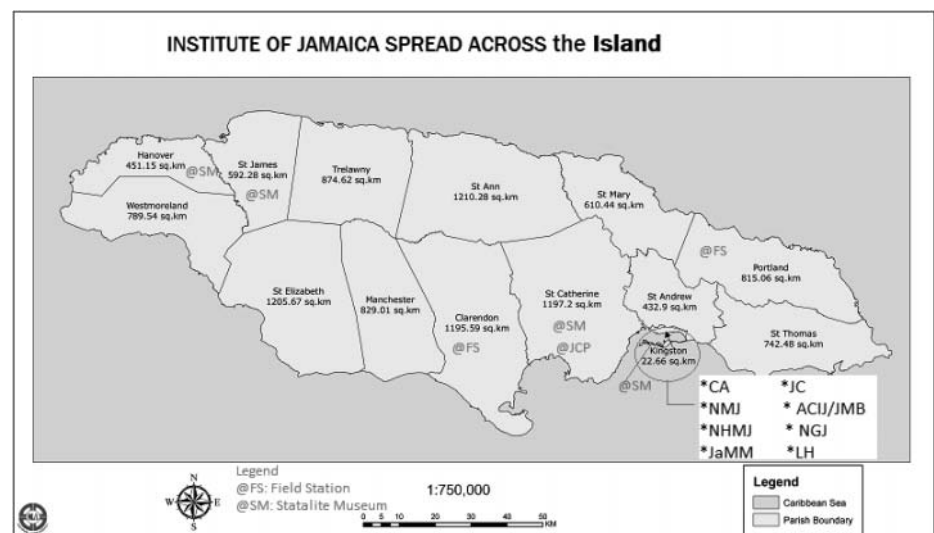 INSTITUTE OF JAMAICA SPREAD ACROSS the Island
Hanover
451.15 sq.km
@SM
St James
592.28 sq.km
@SM
Trelawny
874.62 sq.km
St Ann
1210.28 sq.km
St Mary
610.44 sq.km
Westmoreland
789.54 sq.km
@FS
Portland
815.06 sq.km
St Elizabeth
1205.67 sq.km
Manchester
829.01 sq.km
Clarendon
1195.59 sq.km
@FS
St Catherine
1197.2 sq.km
@SM
@JCP
St Andrew
432.9 sq.km
St Thomas
742.48 sq.km
Kingston
22.66 sq.km
@SM
*CA *JC
*NMJ * ACIJ/JMB
*NHMJ * NGJ
*JaMM *LH
Legend
@FS: Field Station
@SM: Statalite Museum
N
W E
S
1:750,000
0 5 10 20 30 40 50
KM
Legend
Caribbean Sea
Parish Boundary